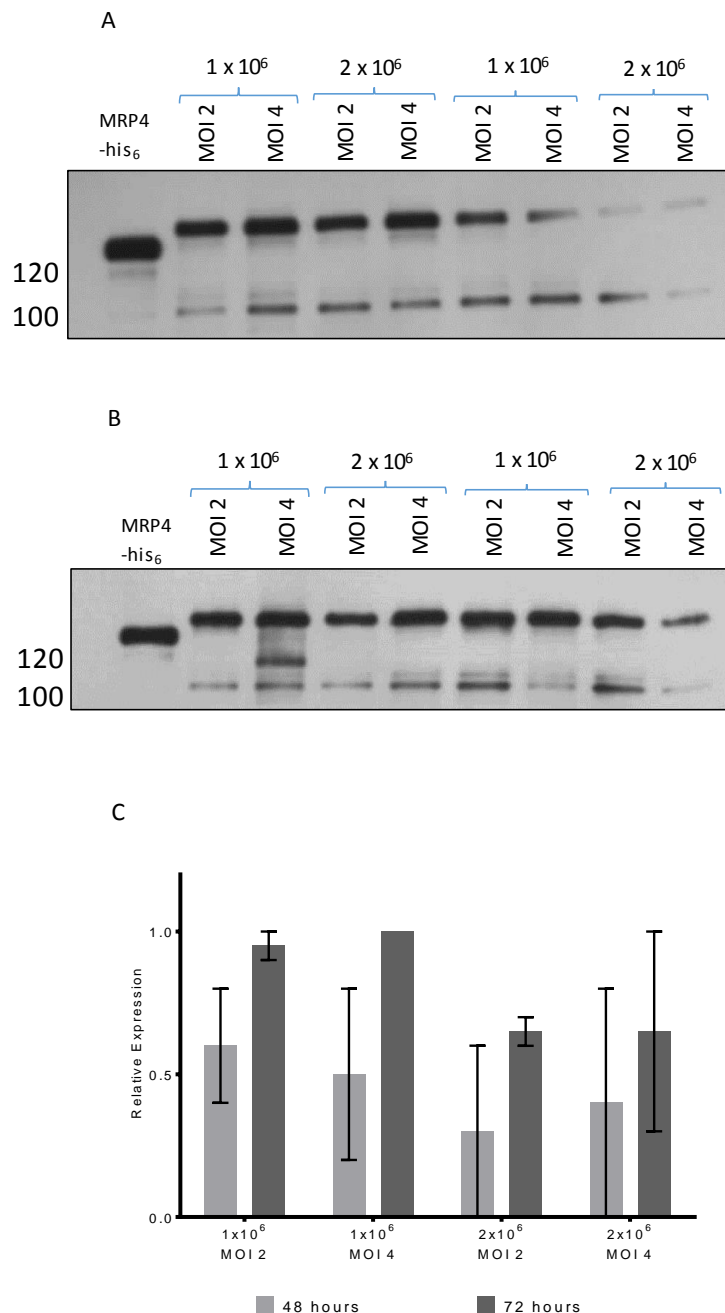 A
1 x 10⁶ 2 x 10⁶ 1 x 10⁶ 2 x 10⁶
MRP4
-his₆
MOI 2 MOI 4 MOI 2 MOI 4 MOI 2 MOI 4 MOI 2 MOI 4
120
100
B
1 x 10⁶ 2 x 10⁶ 1 x 10⁶ 2 x 10⁶
MRP4
-his₆
MOI 2 MOI 4 MOI 2 MOI 4 MOI 2 MOI 4 MOI 2 MOI 4
120
100
C
Relative Expression
1.0
0.5
0.0
1x10⁶ 1x10⁶ 2x10⁶ 2x10⁶
MOI 2 MOI 4 MOI 2 MOI 4
48 hours 72 hours